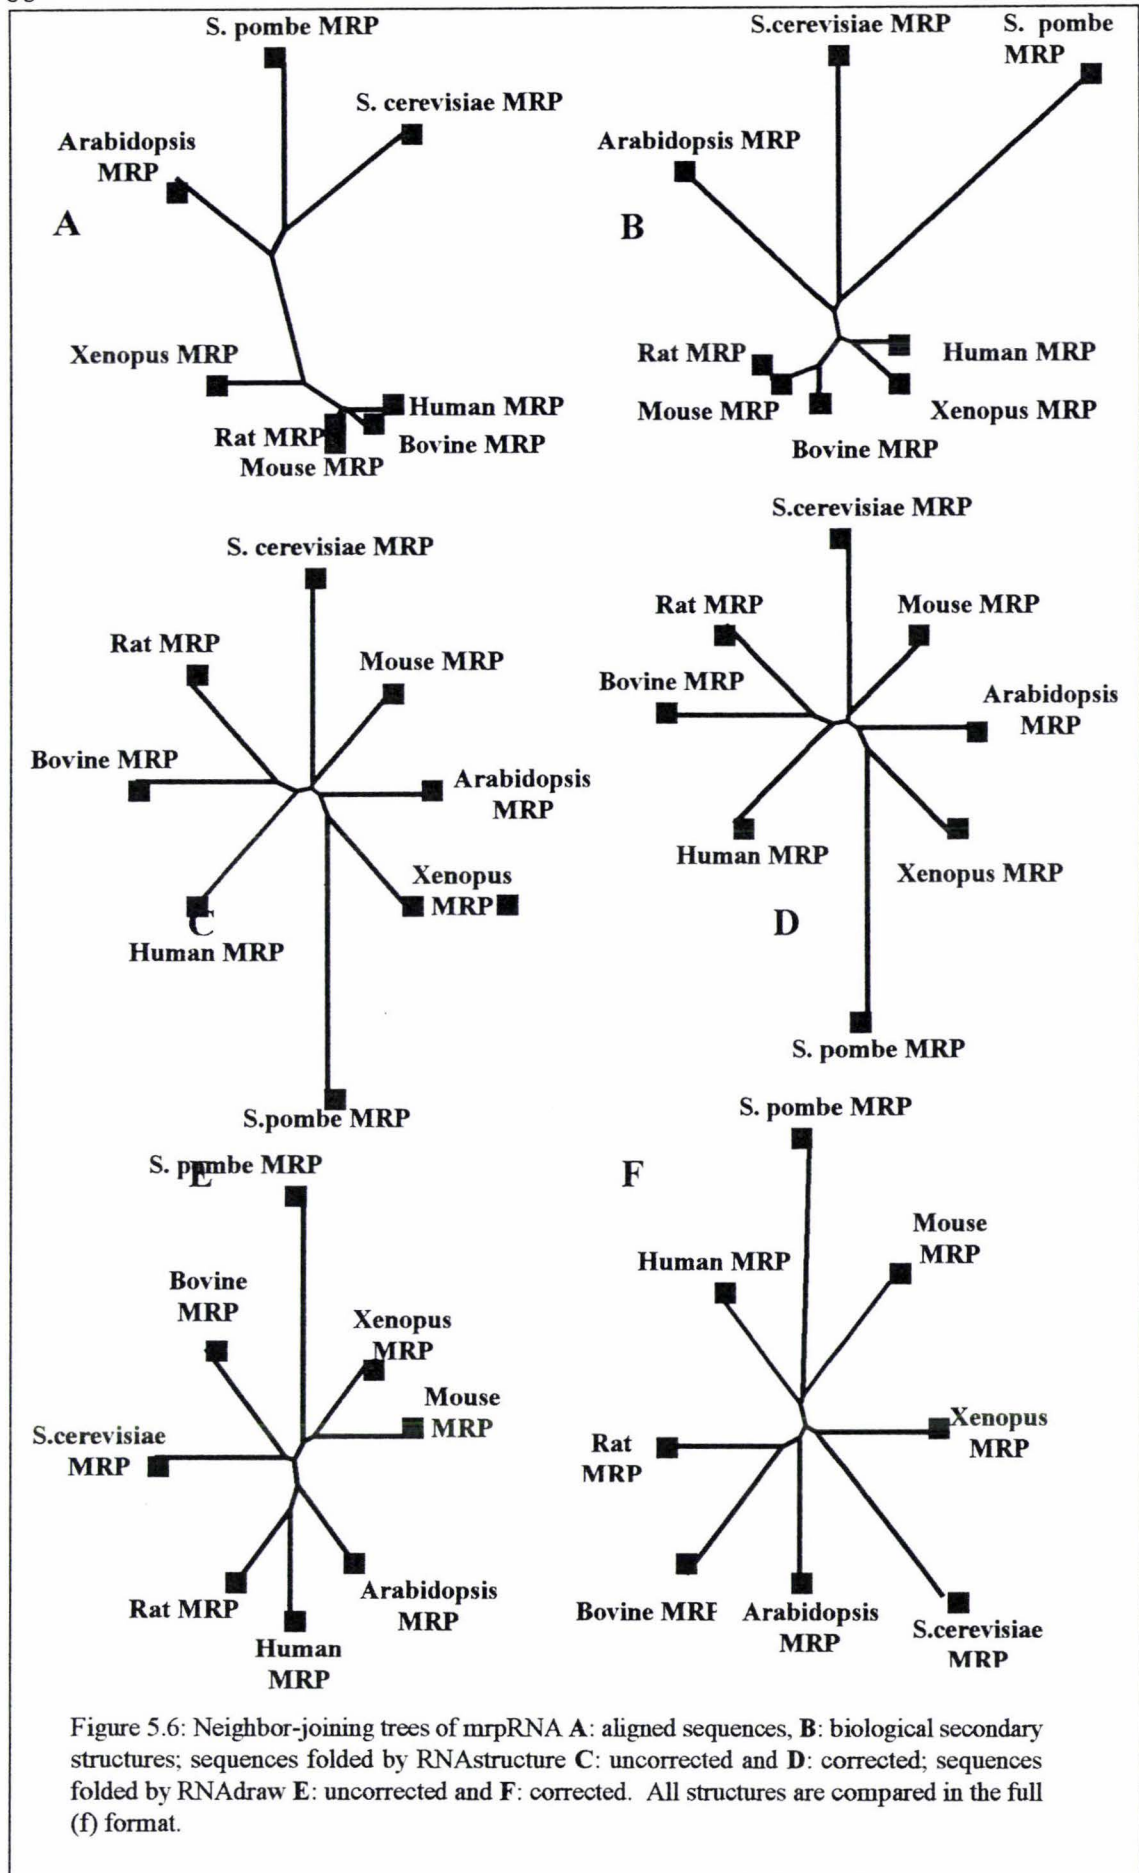 S. pombe MRP
S. cerevisiae MRP
Arabidopsis
MRP
A
Xenopus MRP
Human MRP
Rat MRP
Bovine MRP
Mouse MRP
S.cerevisiae MRP
S. pombe
MRP
Arabidopsis MRP
B
Rat MRP
Human MRP
Mouse MRP
Xenopus MRP
Bovine MRP
S. cerevisiae MRP
Rat MRP
Mouse MRP
Bovine MRP
Arabidopsis
MRP
Xenopus
MRP
C
Human MRP
S.pombe MRP
S.cerevisiae MRP
Rat MRP
Mouse MRP
Bovine MRP
Arabidopsis
MRP
Human MRP
Xenopus MRP
D
S. pombe MRP
S. pombe MRP
E
Bovine
MRP
Xenopus
MRP
Mouse
MRP
S.cerevisiae
MRP
Rat MRP
Arabidopsis
MRP
Human
MRP
S. pombe MRP
F
Mouse
MRP
Human MRP
Xenopus
MRP
Rat
MRP
Bovine MRP
Arabidopsis
MRP
S.cerevisiae
MRP
Figure 5.6: Neighbor-joining trees of mrpRNA A: aligned sequences, B: biological secondary
structures; sequences folded by RNAstructure C: uncorrected and D: corrected; sequences
folded by RNAdraw E: uncorrected and F: corrected. All structures are compared in the full
(f) format.